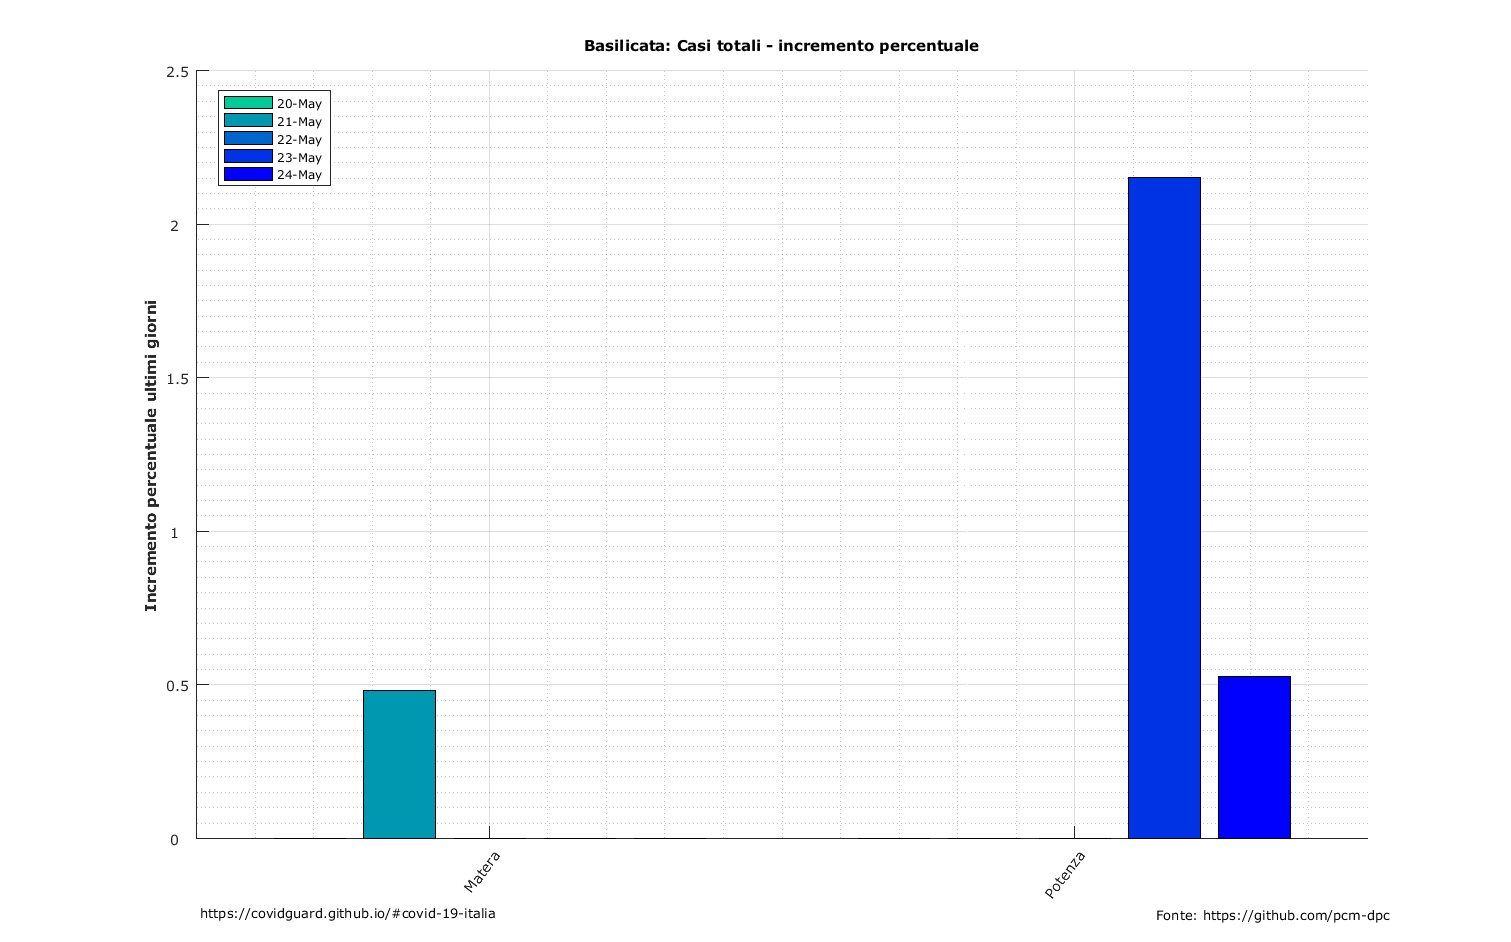 Basilicata: Casi totali - incremento percentuale
2.5
2
1.5
1
0.5
0
Incremento percentuale ultimi giorni
20-May
21-May
22-May
23-May
24-May
Matera
Potenza
https://covidguard.github.io/#covid-19-italia
Fonte: https://github.com/pcm-dpc